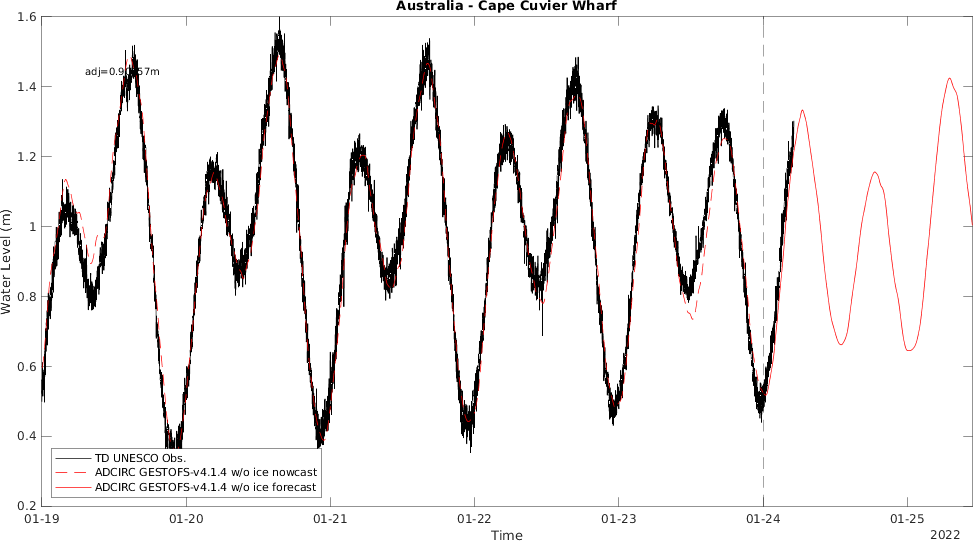 Australia - Cape Cuvier Wharf
1.6
1.4
1.2
1
0.8
0.6
0.4
0.2
Water Level (m)
TD UNESCO Obs.
ADCIRC GESTOFS-v4.1.4 w/o ice nowcast
ADCIRC GESTOFS-v4.1.4 w/o ice forecast
01-19
01-20
01-21
01-22
01-23
01-24
01-25
Time
2022